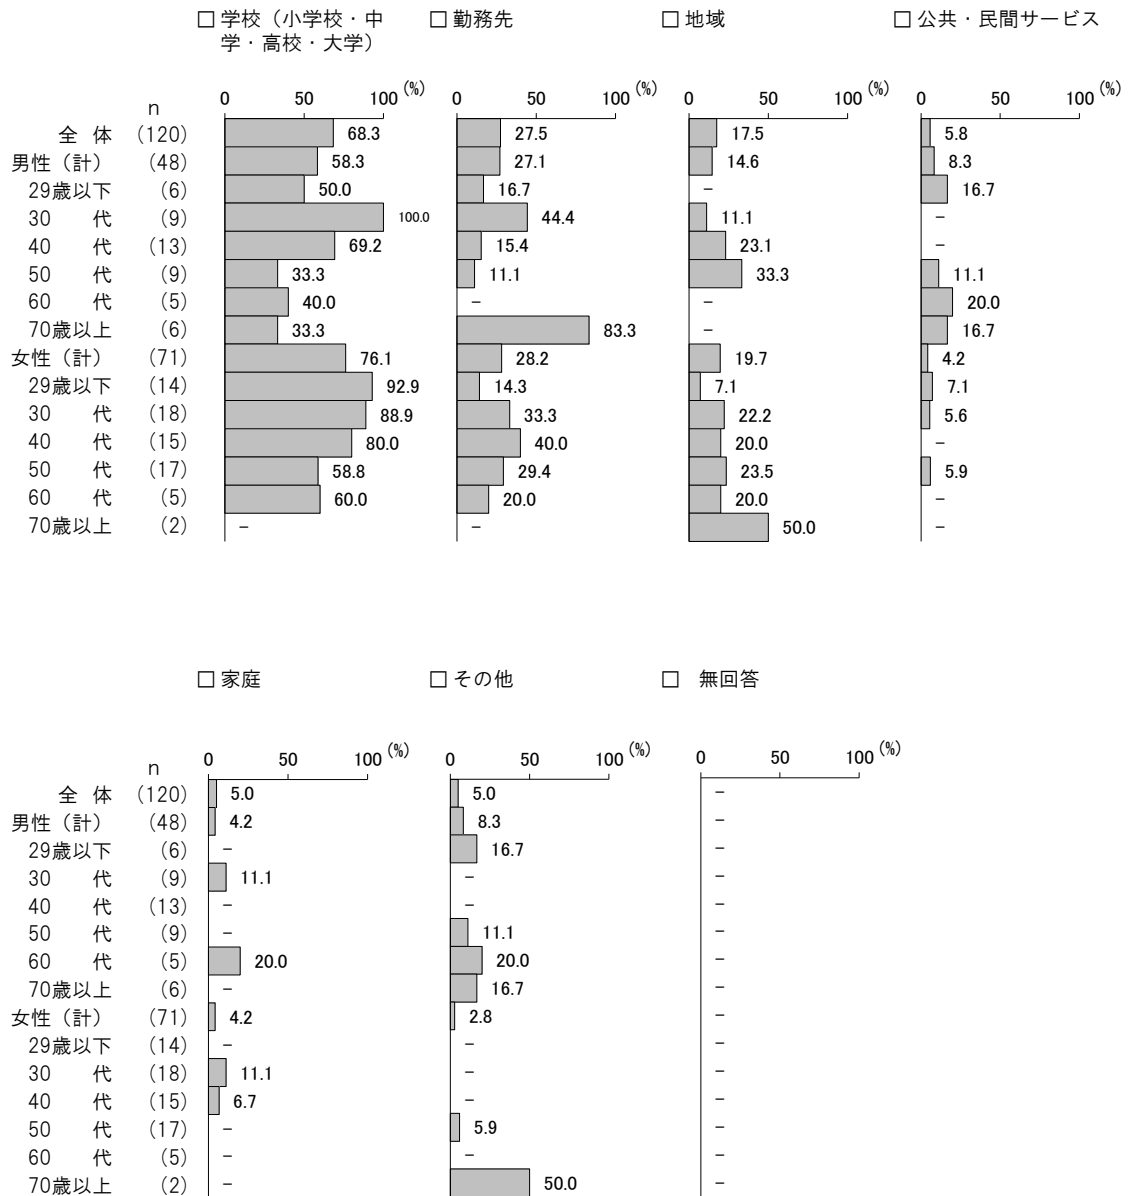 □ 学校（小学校・中 □ 勤務先 □ 地域 □ 公共・民間サービス
学・高校・大学）
0 50 100 (%) 0 50 100 (%) 0 50 100 (%) 0 50 100 (%)
n
全 体 (120) 68.3 27.5 17.5 5.8
男性（計） (48) 58.3 27.1 14.6 8.3
29歳以下 (6) 50.0 16.7 － 16.7
30 代 (9) 100.0 44.4 11.1 －
40 代 (13) 69.2 15.4 23.1 －
50 代 (9) 33.3 11.1 33.3 11.1
60 代 (5) 40.0 － － 20.0
70歳以上 (6) 33.3 83.3 － 16.7
女性（計） (71) 76.1 28.2 19.7 4.2
29歳以下 (14) 92.9 14.3 7.1 7.1
30 代 (18) 88.9 33.3 22.2 5.6
40 代 (15) 80.0 40.0 20.0 －
50 代 (17) 58.8 29.4 23.5 5.9
60 代 (5) 60.0 20.0 20.0 －
70歳以上 (2) － － 50.0 －
□ 家庭 □ その他 □ 無回答
0 50 100 (%) 0 50 100 (%) 0 50 100 (%)
n
全 体 (120) 5.0 5.0 －
男性（計） (48) 4.2 8.3 －
29歳以下 (6) － 16.7 －
30 代 (9) 11.1 － －
40 代 (13) － － －
50 代 (9) － 11.1 －
60 代 (5) 20.0 20.0 －
70歳以上 (6) － 16.7 －
女性（計） (71) 4.2 2.8 －
29歳以下 (14) － － －
30 代 (18) 11.1 － －
40 代 (15) 6.7 － －
50 代 (17) － 5.9 －
60 代 (5) － － －
70歳以上 (2) － 50.0 －